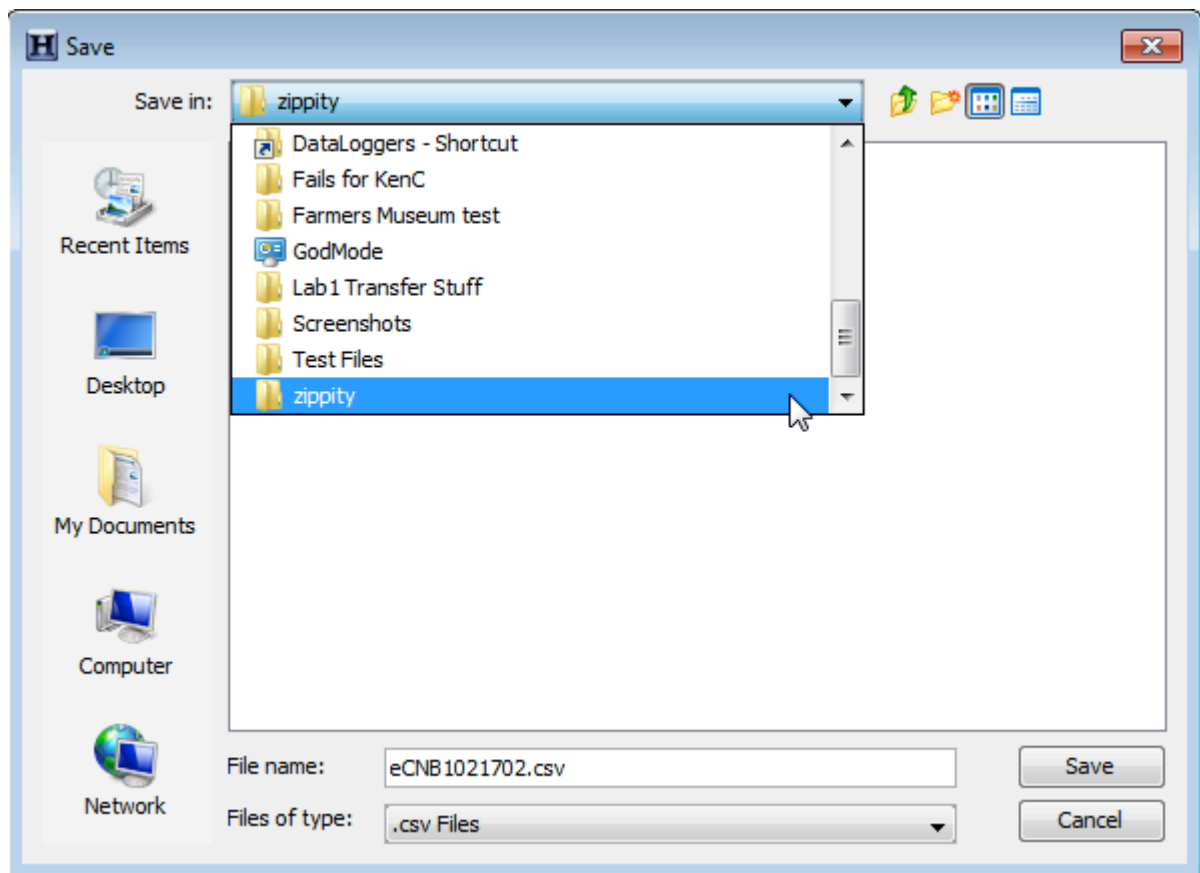 H Save
Save in: zippity
DataLoggers - Shortcut
Fails for KenC
Farmers Museum test
GodMode
Lab1 Transfer Stuff
Screenshots
Test Files
zippity
Recent Items
Desktop
My Documents
Computer
Network
File name: eCNB1021702.csv Save
Files of type: .csv Files Cancel